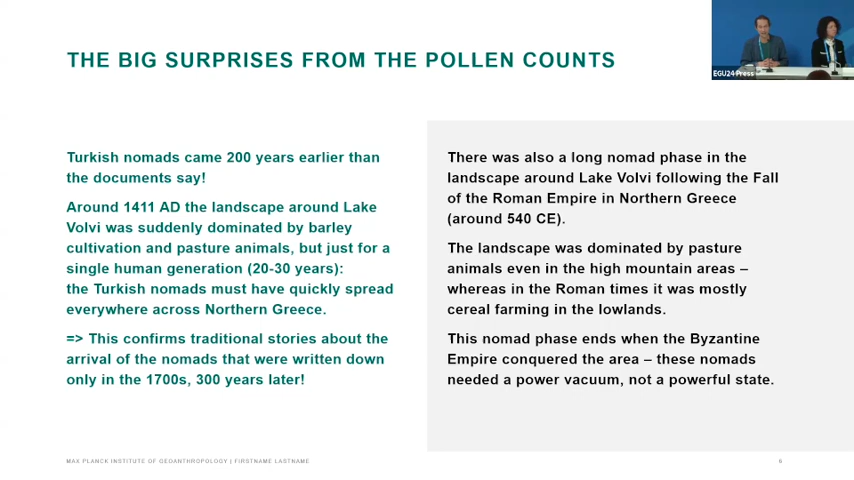 THE BIG SURPRISES FROM THE POLLEN COUNTS
EGU24 Press
Turkish nomads came 200 years earlier than
the documents say!
Around 1411 AD the landscape around Lake
Volvi was suddenly dominated by barley
cultivation and pasture animals, but just for a
single human generation (20-30 years):
the Turkish nomads must have quickly spread
everywhere across Northern Greece.
=> This confirms traditional stories about the
arrival of the nomads that were written down
only in the 1700s, 300 years later!
There was also a long nomad phase in the
landscape around Lake Volvi following the Fall
of the Roman Empire in Northern Greece
(around 540 CE).
The landscape was dominated by pasture
animals even in the high mountain areas –
whereas in the Roman times it was mostly
cereal farming in the lowlands.
This nomad phase ends when the Byzantine
Empire conquered the area – these nomads
needed a power vacuum, not a powerful state.
MAX PLANCK INSTITUTE OF GEOANTHROPOLOGY | FIRSTNAME LASTNAME